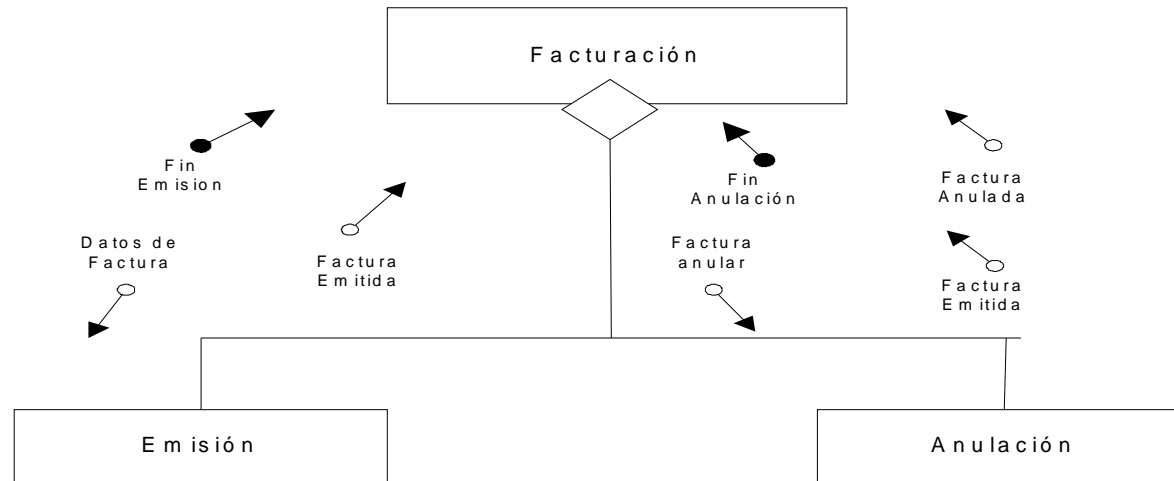 Facturación
Fin
Emision
Fin
Anulación
Factura
Anulada
Datos de
Factura
Factura
Emitida
Factura
anular
Factura
Emitida
Emisión
Anulación